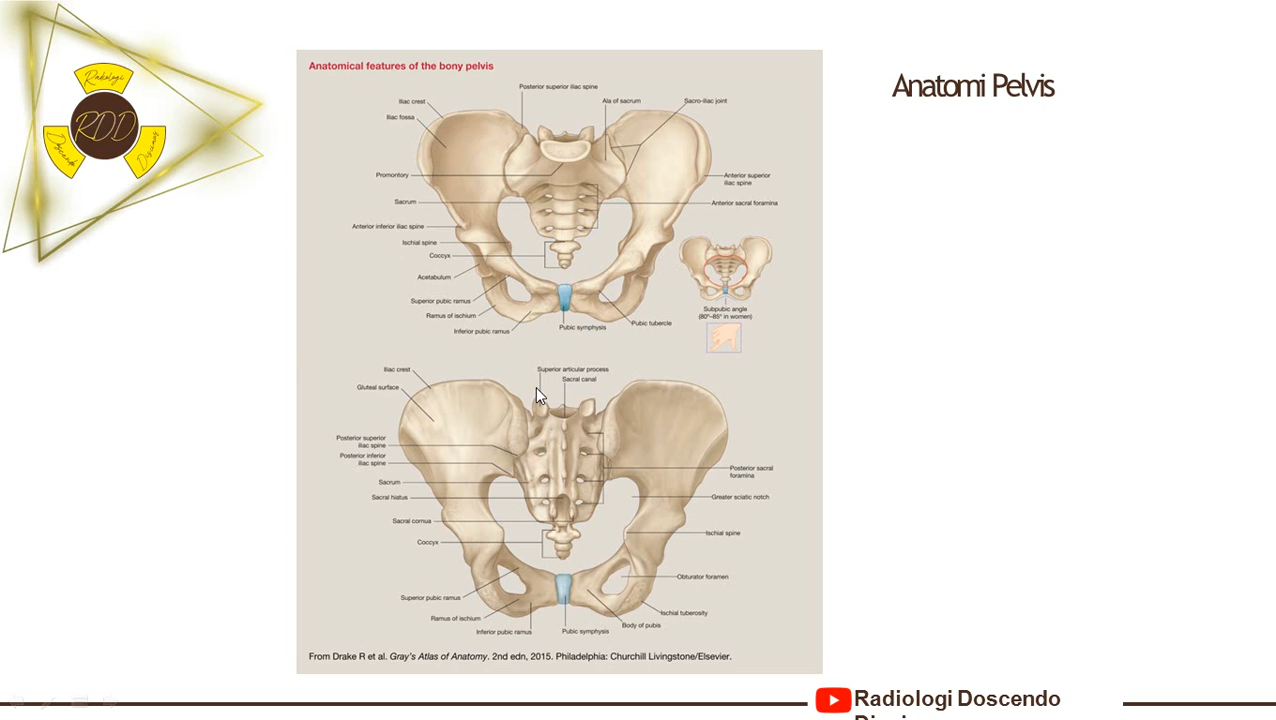 Radiologi
RDD
Doscendo
Discimus
Anatomi Pelvis
Anatomical features of the bony pelvis
Posterior superior iliac spine
Iliac crest
Ala of sacrum
Sacro-iliac joint
Iliac fossa
Promontory
Anterior superior
iliac spine
Sacrum
Anterior sacral foramina
Anterior inferior iliac spine
Ischial spine
Coccyx
Acetabulum
Superior pubic ramus
Ramus of ischium
Inferior pubic ramus
Pubic symphysis
Pubic tubercle
Subpubic angle
(80°–85° in women)
Iliac crest
Superior articular process
Sacral canal
Gluteal surface
Posterior superior
iliac spine
Posterior inferior
iliac spine
Posterior sacral
foramina
Sacrum
Sacral hiatus
Greater sciatic notch
Sacral cornua
Ischial spine
Coccyx
Obturator foramen
Superior pubic ramus
Ischial tuberosity
Ramus of ischium
Body of pubis
Inferior pubic ramus
Pubic symphysis
From Drake R et al. Gray's Atlas of Anatomy. 2nd edn, 2015. Philadelphia: Churchill Livingstone/Elsevier.
Radiologi Doscendo